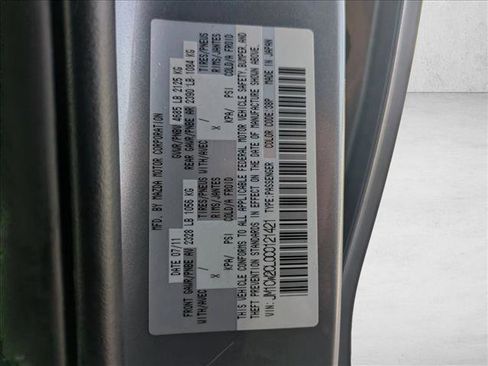 MFD. BY MAZDA MOTOR CORPORATION MADE IN JAPAN
DATE 07/11 GVWR/PNBV 4685 LB 2125 KG
FRONT GAWR/PNBE AV 2328 LB 1056 KG REAR GAWR/PNBE AR 2390 LB 1084 KG
WITH/AVEC TIRES/PNEUS WITH/AVEC TIRES/PNEUS
/ X RIMS/JANTES / X RIMS/JANTES
/ KPA/ PSI COLD/A FROID / KPA/ PSI COLD/A FROID
THIS VEHICLE CONFORMS TO ALL APPLICABLE FEDERAL MOTOR VEHICLE SAFETY, BUMPER, AND
THEFT PREVENTION STANDARDS IN EFFECT ON THE DATE OF MANUFACTURE SHOWN ABOVE.
VIN: TYPE:PASSENGER COLOR CODE:38P